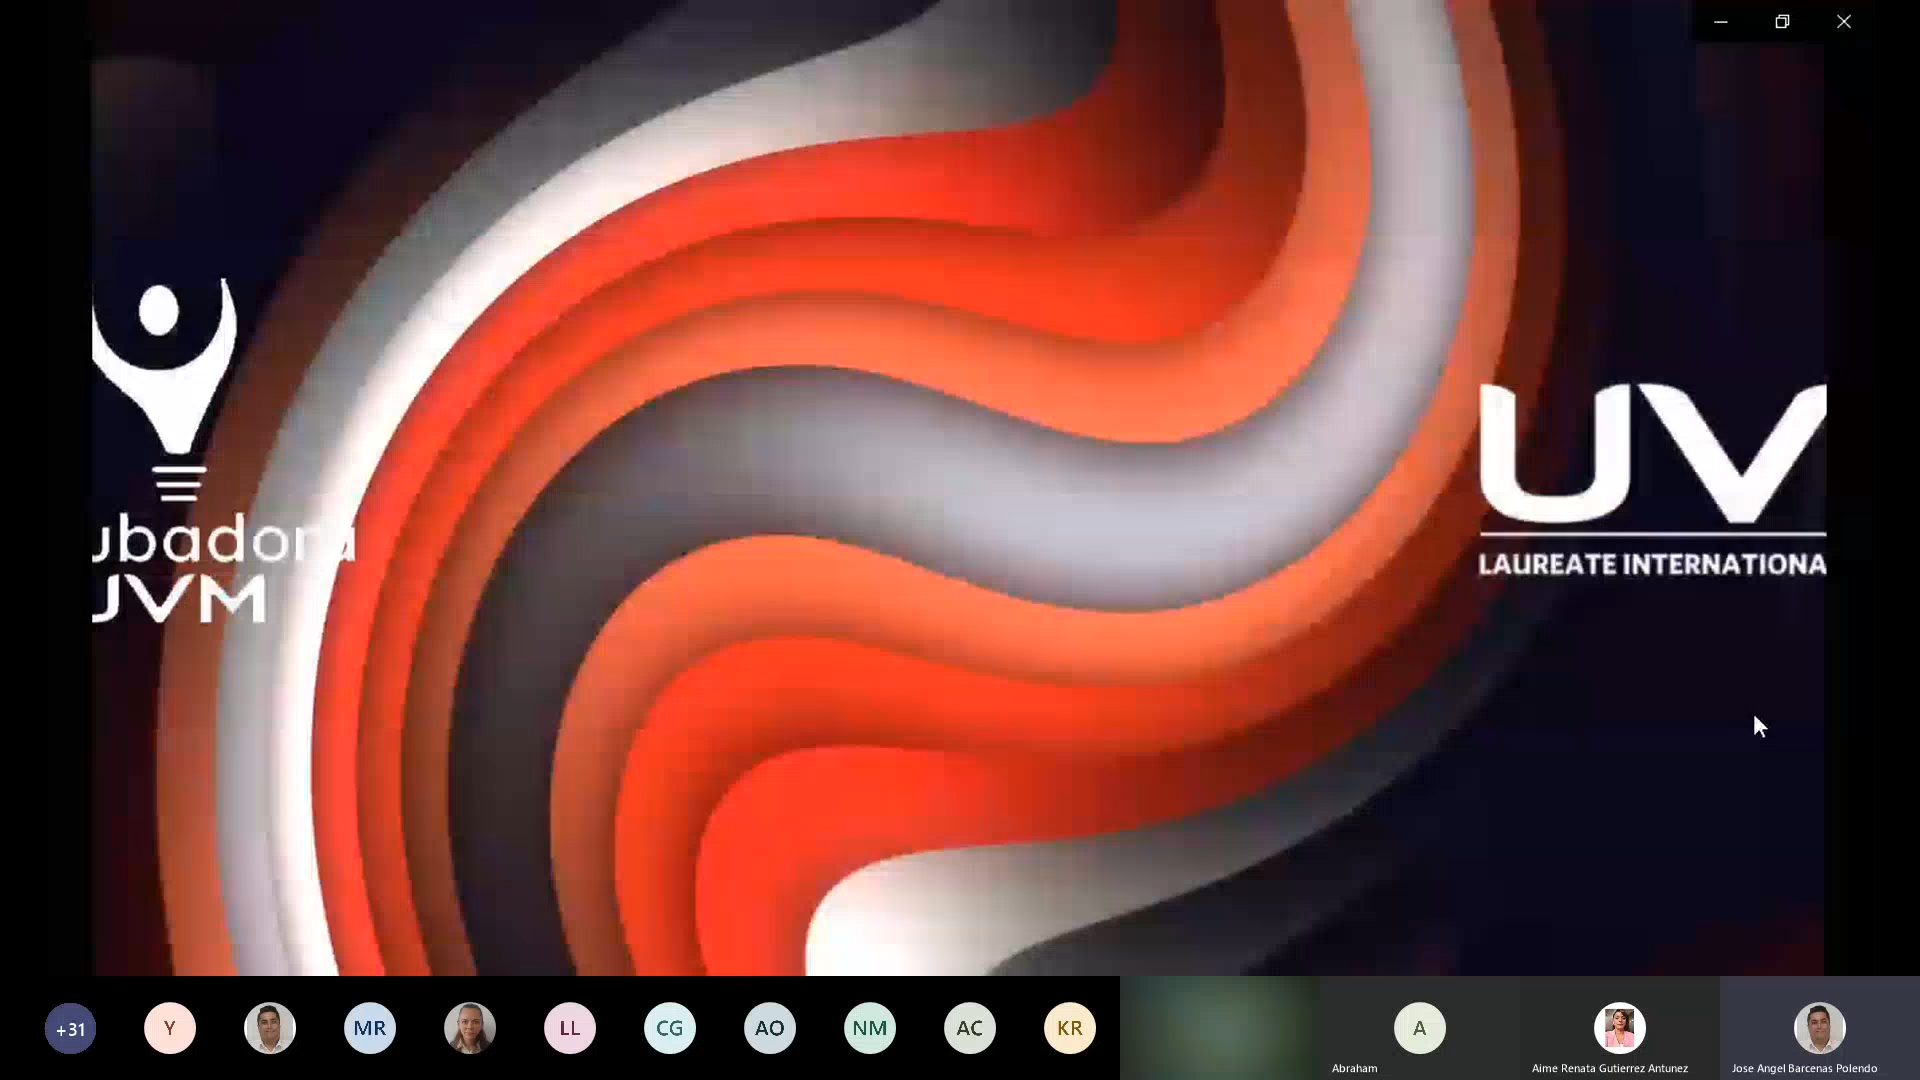 ubadora
UVM
UV
LAUREATE INTERNATIONA
+31
Y
MR
LL
CG
AO
NM
AC
KR
A
Abraham
Aime Renata Gutierrez Antunez
Jose Angel Barcenas Polendo